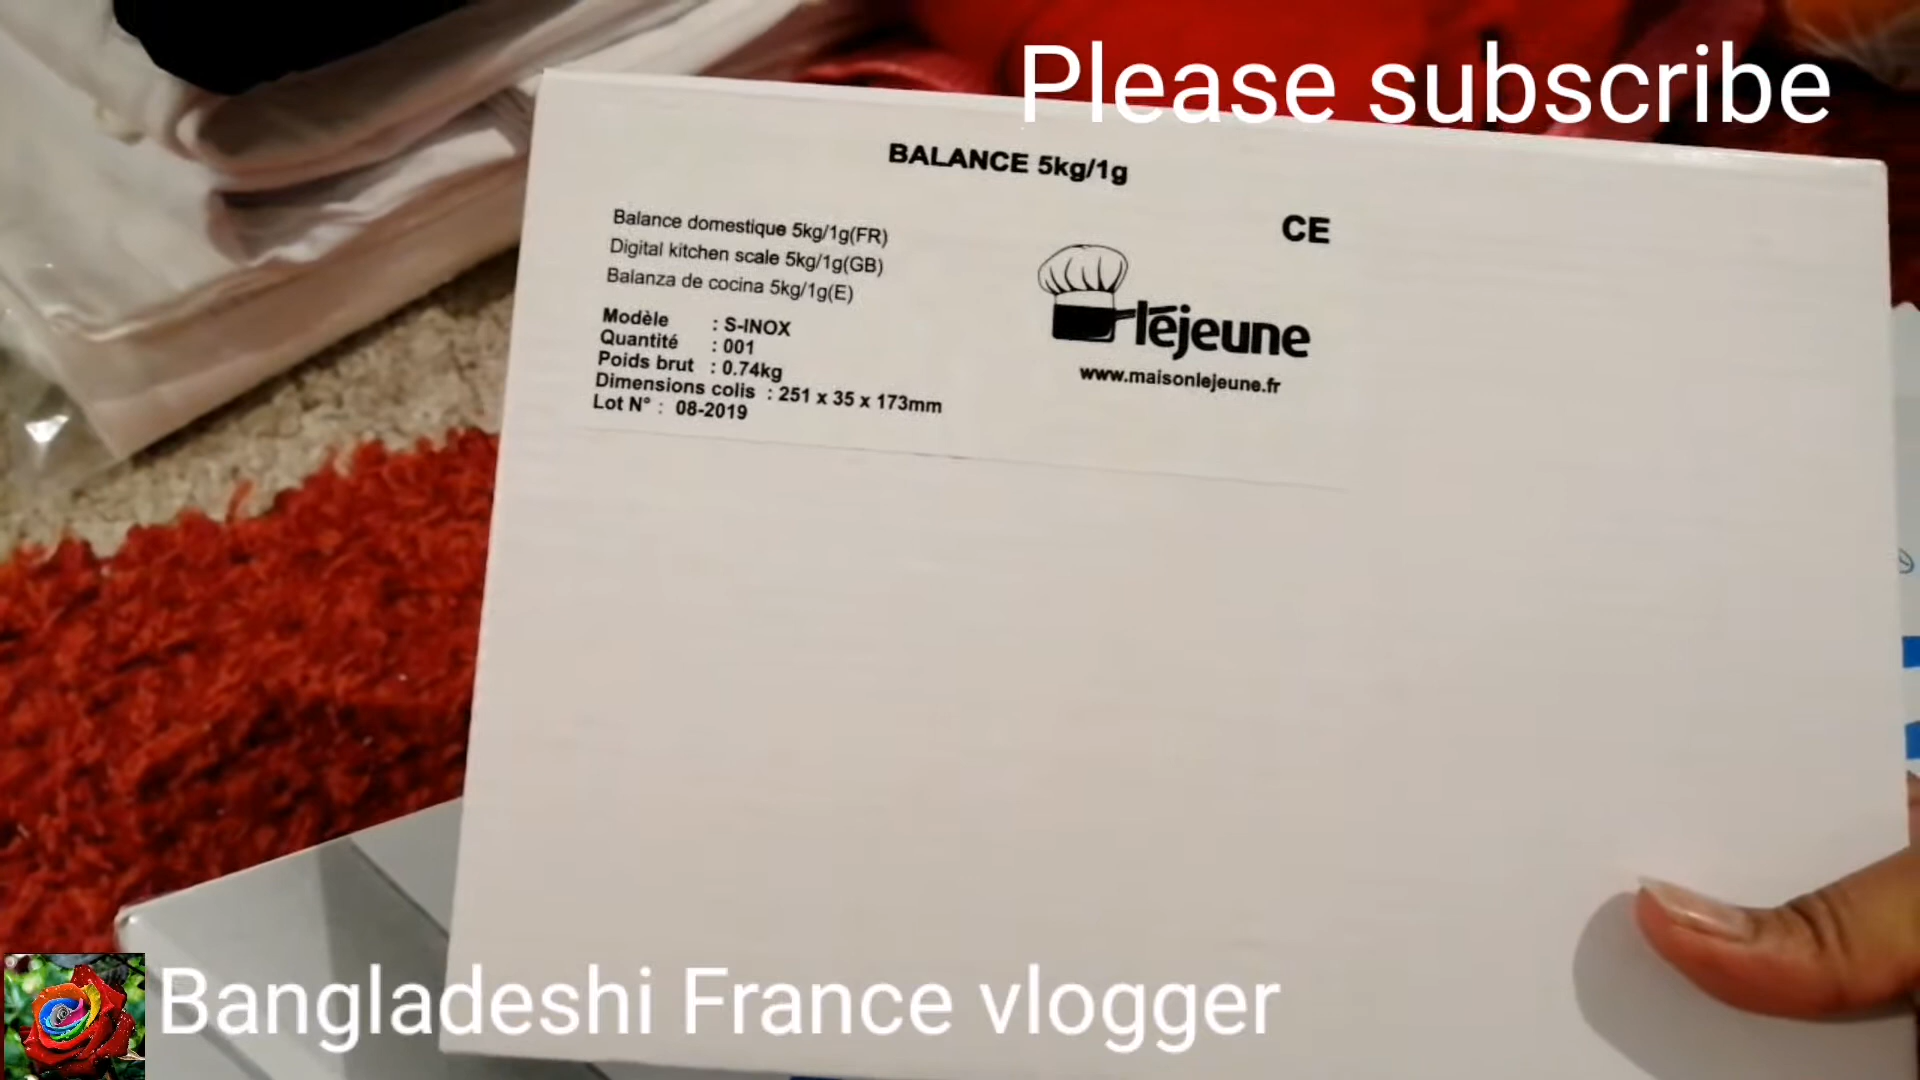 Please subscribe
BALANCE 5kg/1g
CE
Balance domestique 5kg/1g(FR)
Digital kitchen scale 5kg/1g(GB)
Balanza de cocina 5kg/1g(E)
Modèle : S-INOX
Quantité : 001
Poids brut : 0.74kg
Dimensions colis : 251 x 35 x 173mm
Lot N° : 08-2019
lejeune
www.maisonlejeune.fr
Bangladeshi France vlogger